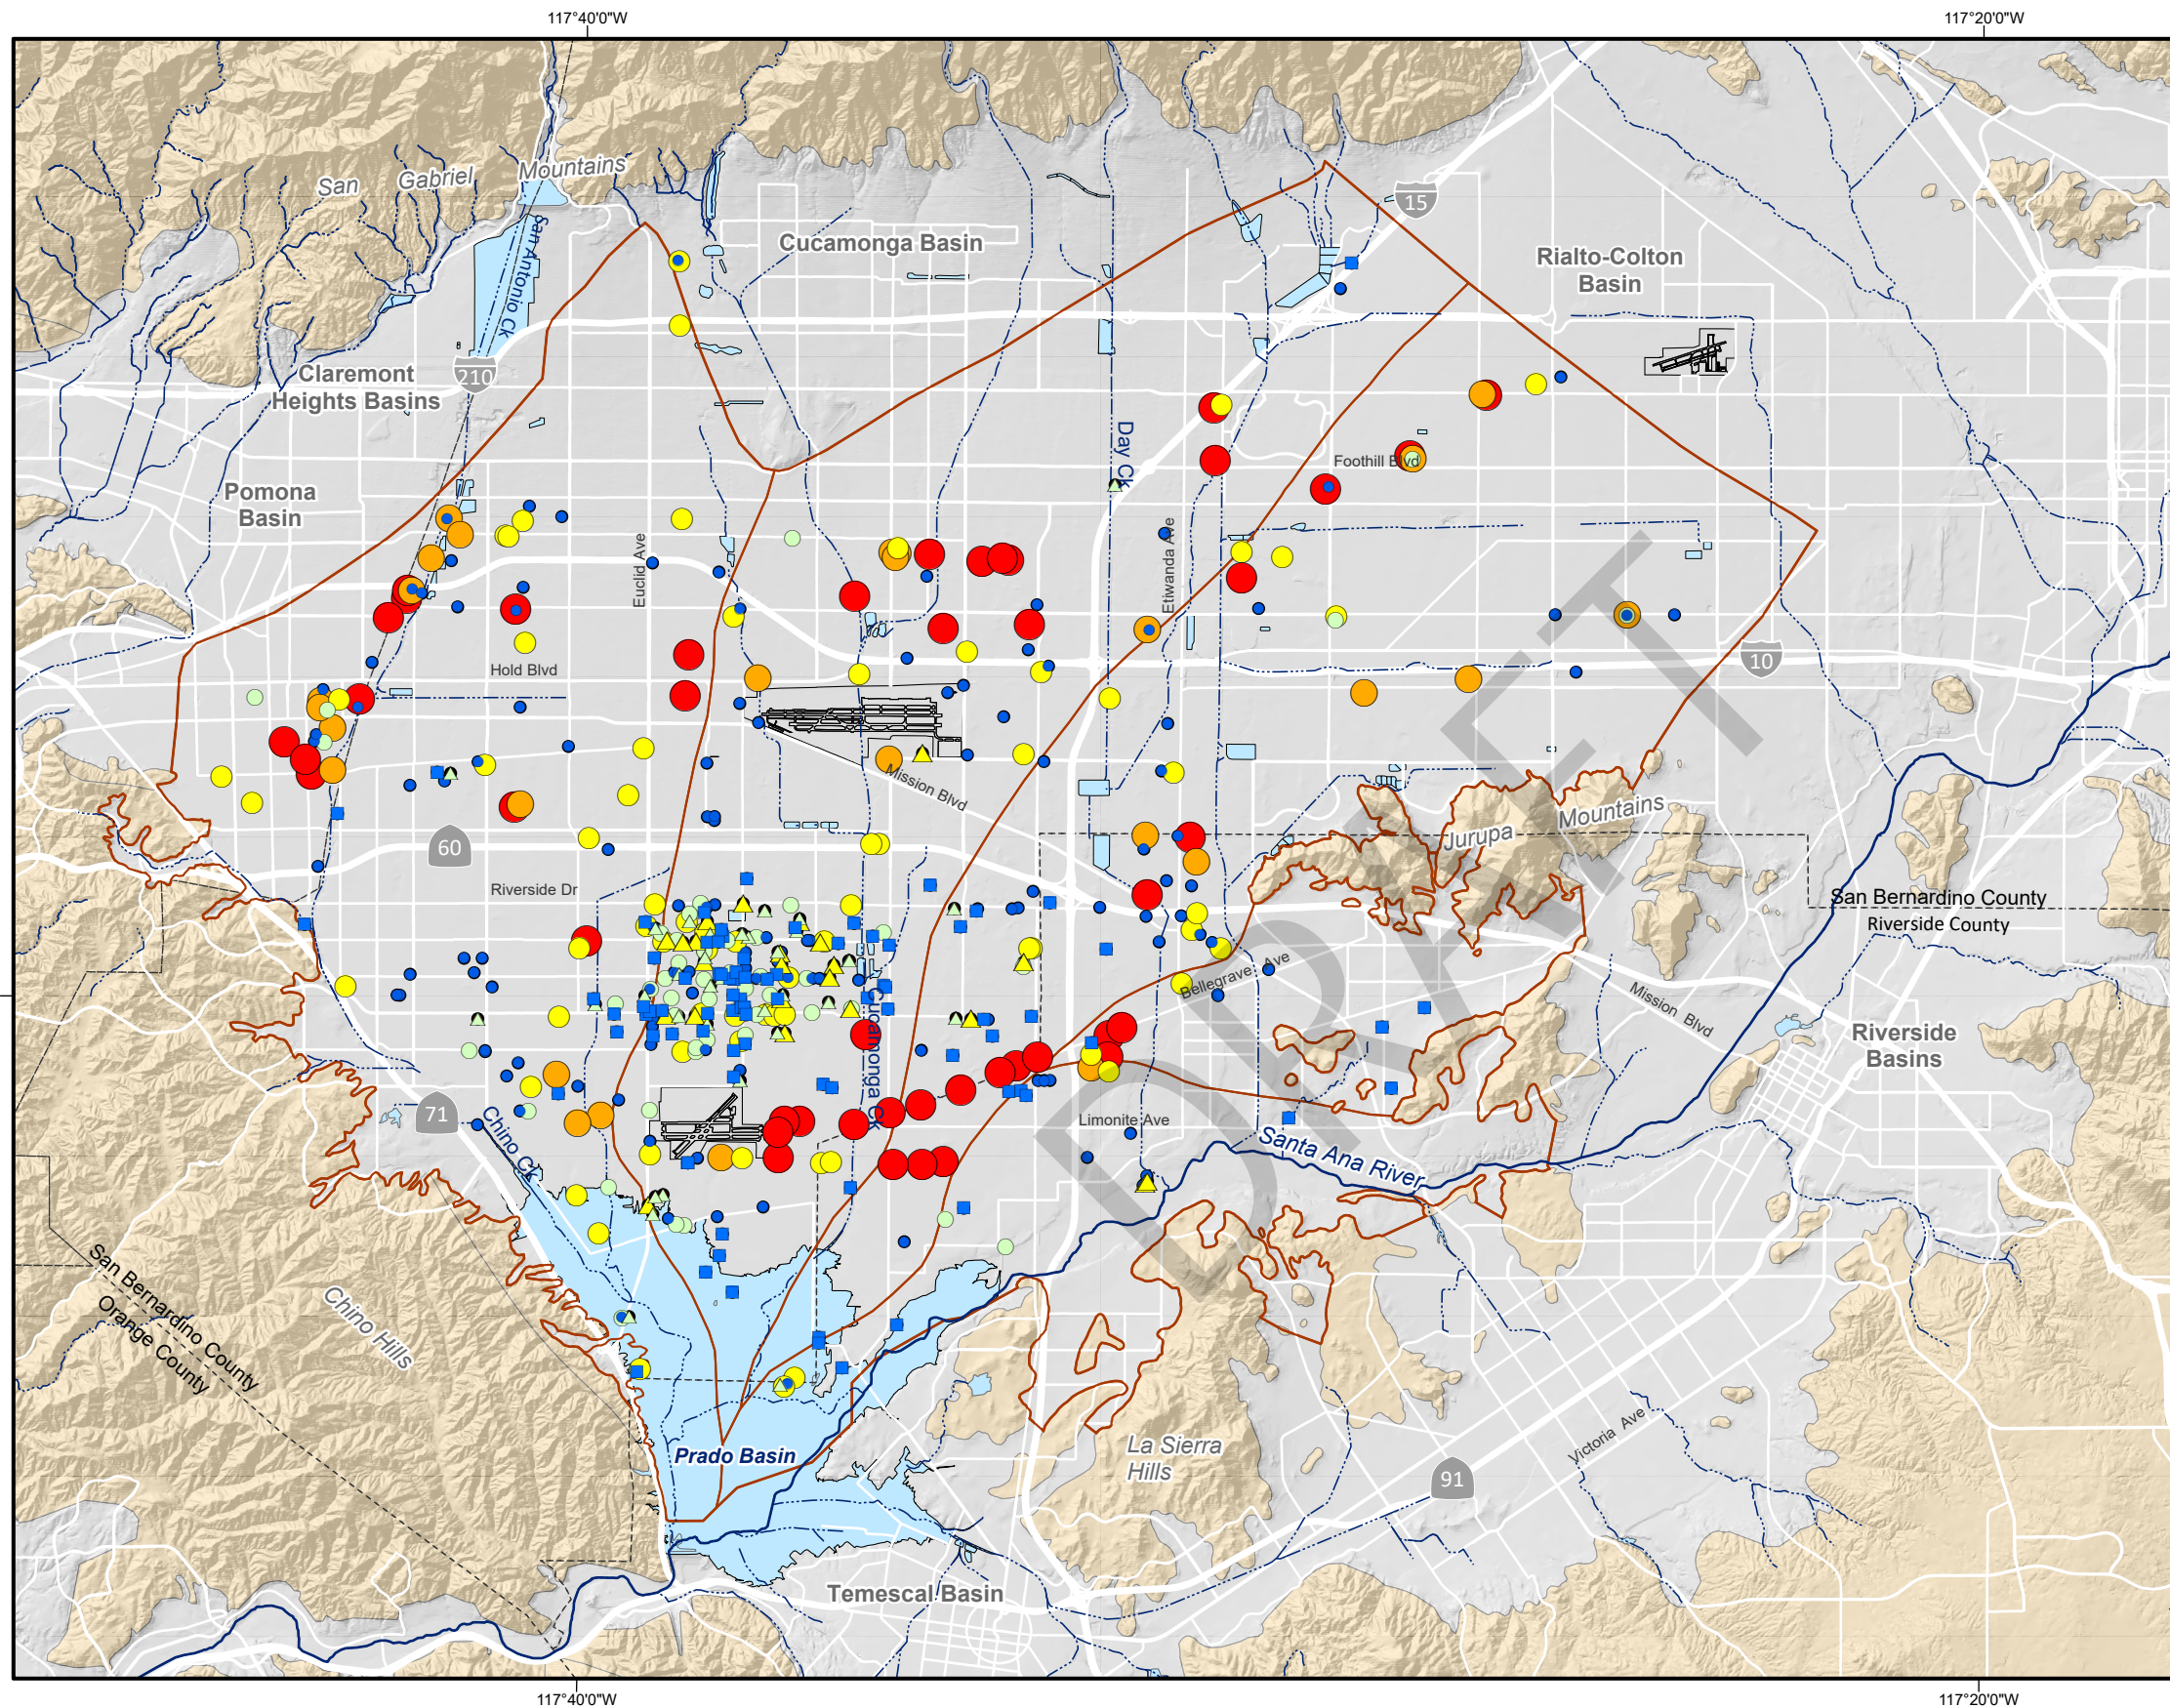 117°40'0"W
117°20'0"W
San Gabriel Mountains
15
Cucamonga Basin
Rialto-Colton
Basin
San Antonio Ck
Claremont
Heights Basins
210
Day Ck
Foothill Blvd
Pomona
Basin
Euclid Ave
Etiwanda Ave
Hold Blvd
10
Mission Blvd
Jurupa Mountains
60
Riverside Dr
San Bernardino County
Riverside County
Bellegrave Ave
Mission Blvd
Cucamonga Ck
Riverside
Basins
71
Chino Ck
Limonite Ave
Santa Ana River
San Bernardino County
Orange County
Chino Hills
DRAFT
Prado Basin
La Sierra
Hills
Victoria Ave
91
Temescal Basin
117°40'0"W
117°20'0"W